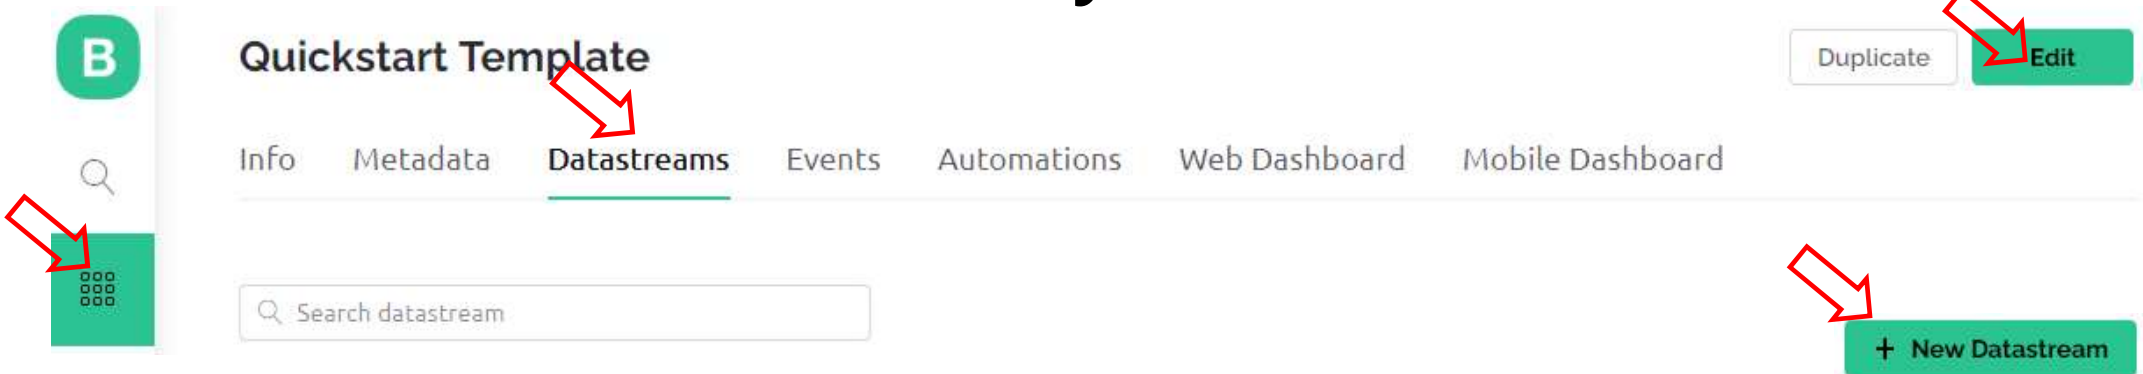 B
Quickstart Template
Duplicate
Edit
Info Metadata Datastreams Events Automations Web Dashboard Mobile Dashboard
Search datastream
+ New Datastream